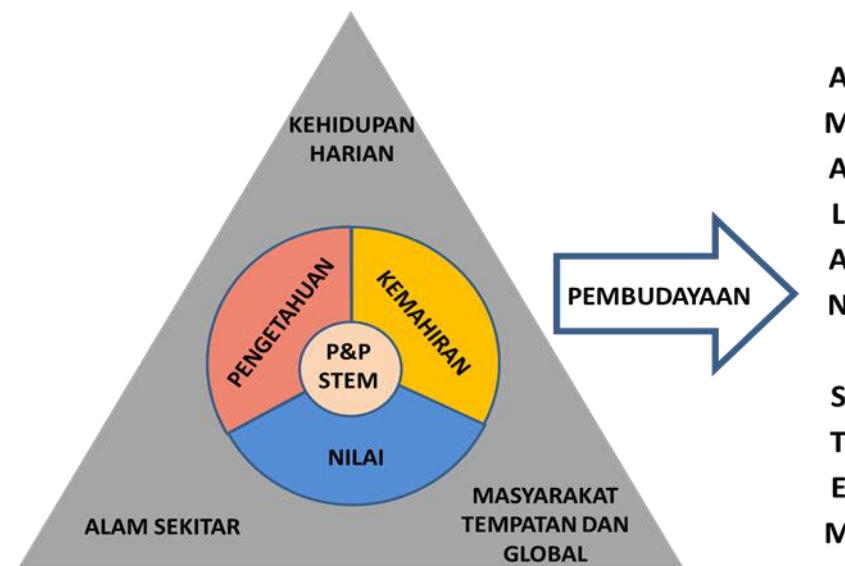 KEHIDUPAN
HARIAN
PENGETAHUAN
KEMAHIRAN
P&P
STEM
NILAI
ALAM SEKITAR
MASYARAKAT
TEMPATAN DAN
GLOBAL
PEMBUDAYAAN
A
M
A
L
A
N
S
T
E
M